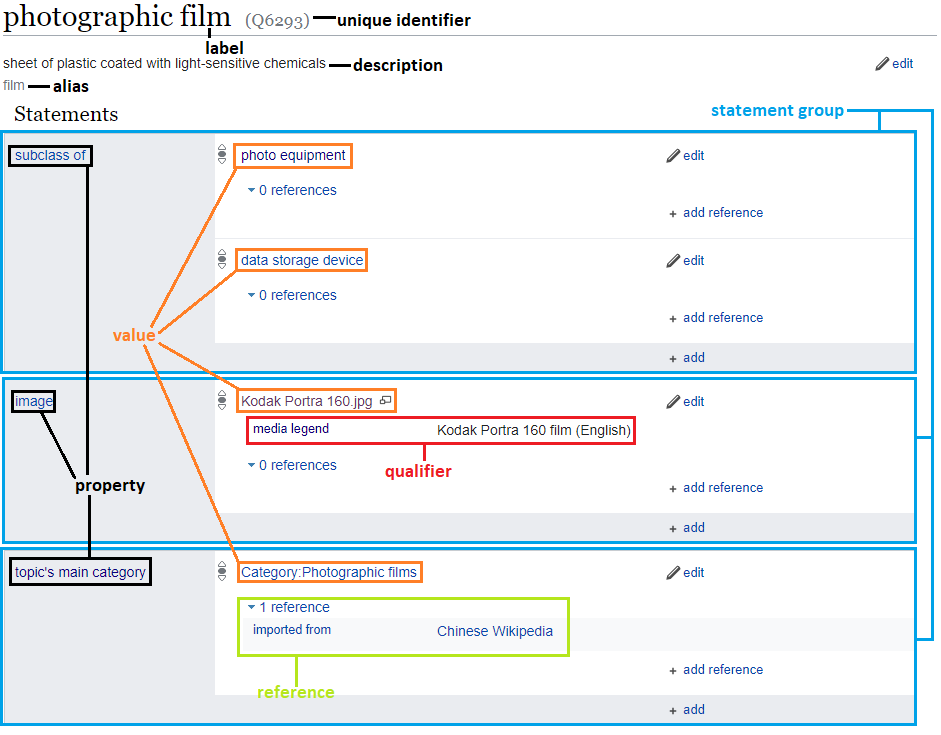 photographic film (Q6293) unique identifier
label
sheet of plastic coated with light-sensitive chemicals description edit
film alias
Statements
statement group
subclass of photo equipment edit
0 references
+ add reference
data storage device edit
0 references
+ add reference
value
+ add
image Kodak Portra 160.jpg edit
media legend Kodak Portra 160 film (English)
0 references
qualifier
property
+ add reference
+ add
topic's main category Category:Photographic films edit
1 reference
imported from Chinese Wikipedia
+ add reference
reference
+ add